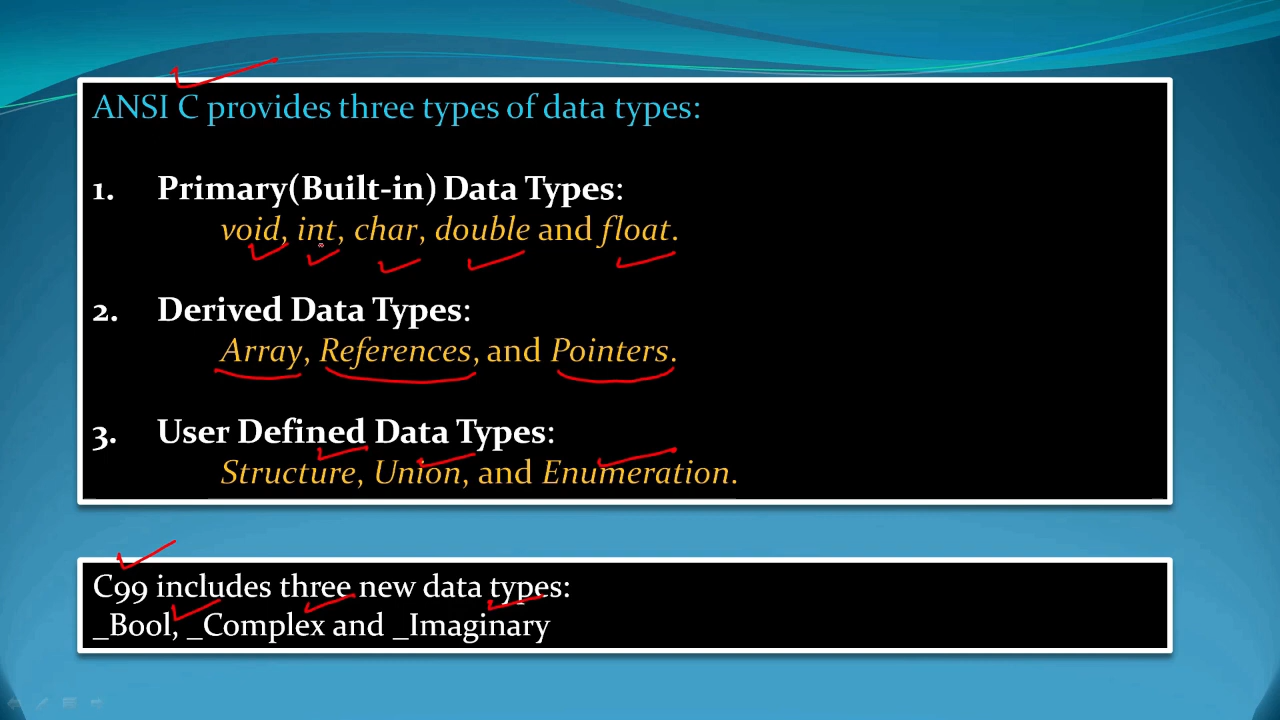 ANSI C provides three types of data types:
1. Primary(Built-in) Data Types:
void, int, char, double and float.
2. Derived Data Types:
Array, References, and Pointers.
3. User Defined Data Types:
Structure, Union, and Enumeration.
C99 includes three new data types:
_Bool, _Complex and _Imaginary